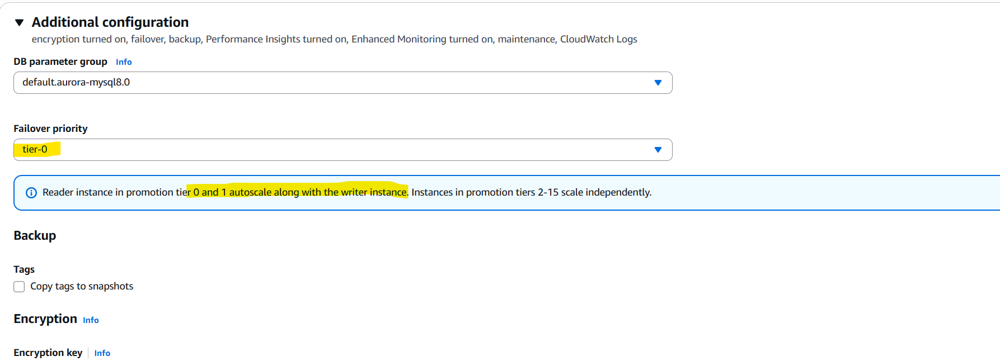 Additional configuration
encryption turned on, failover, backup, Performance Insights turned on, Enhanced Monitoring turned on, maintenance, CloudWatch Logs
DB parameter group Info
default.aurora-mysql8.0
Failover priority
tier-0
Reader instance in promotion tier 0 and 1 autoscale along with the writer instance. Instances in promotion tiers 2-15 scale independently.
Backup
Tags
Copy tags to snapshots
Encryption Info
Encryption key Info